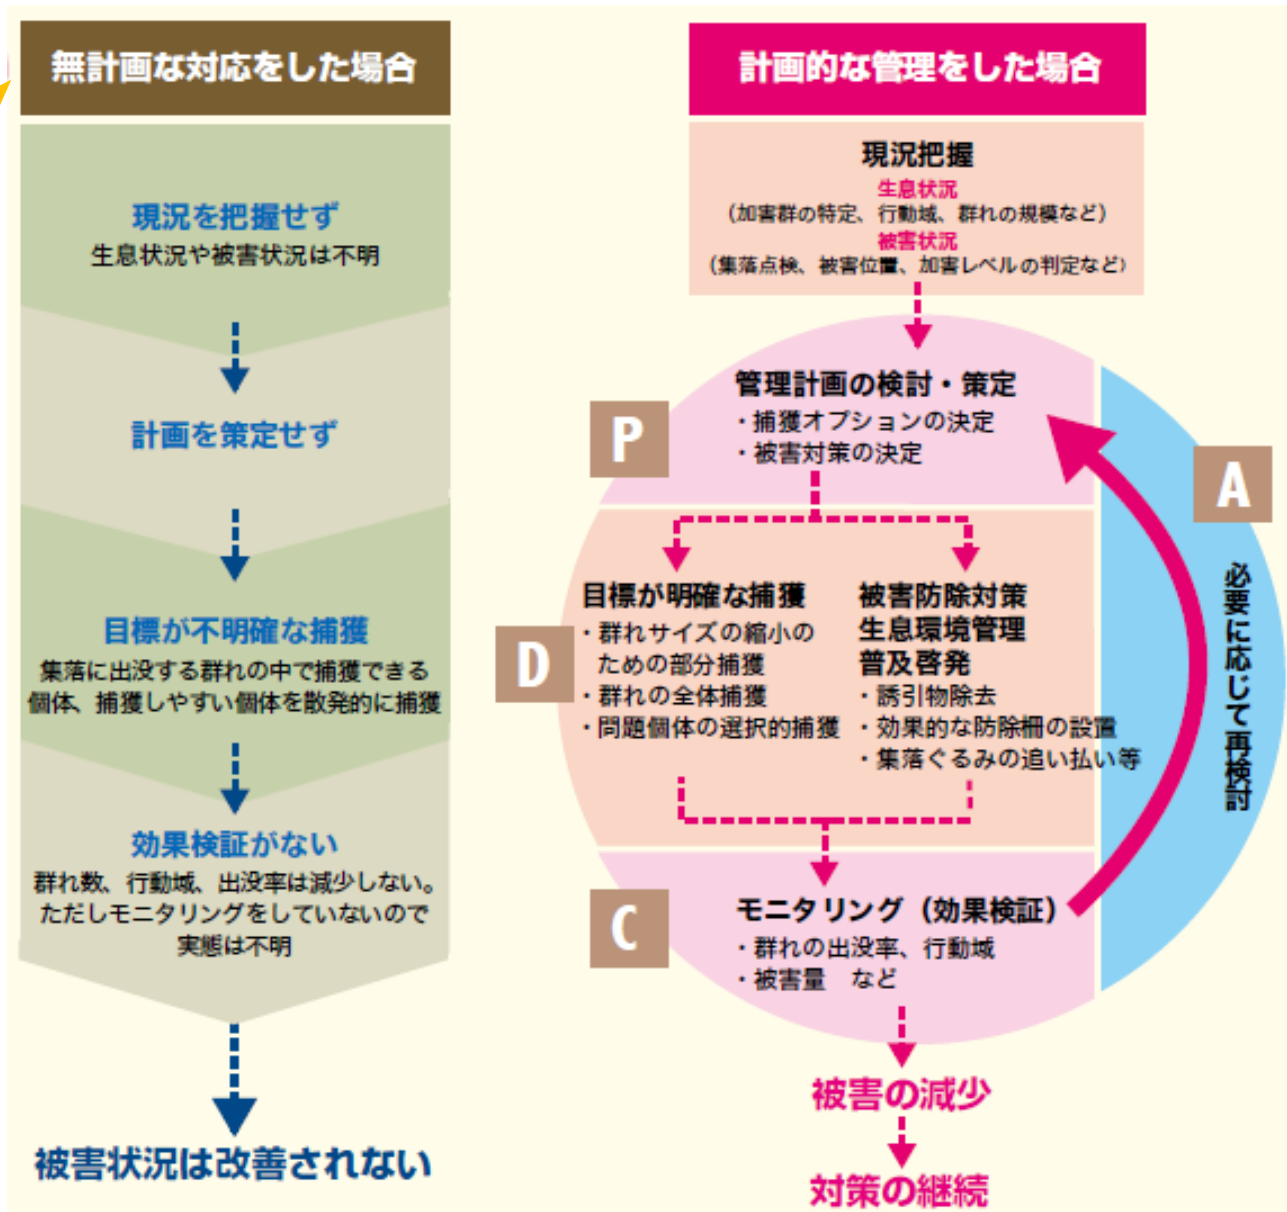 無計画な対応をした場合
現況を把握せず
生息状況や被害状況は不明
計画を策定せず
目標が不明確な捕獲
集落に出没する群れの中で捕獲できる
個体、捕獲しやすい個体を散発的に捕獲
効果検証がない
群れ数、行動域、出没率は減少しない。
ただしモニタリングをしていないので
実態は不明
被害状況は改善されない
計画的な管理をした場合
現況把握
生息状況
（加害群の特定、行動域、群れの規模など）
被害状況
（集落点検、被害位置、加害レベルの判定など）
P
管理計画の検討・策定
・捕獲オプションの決定
・被害対策の決定
D
目標が明確な捕獲
・群れサイズの縮小の
ための部分捕獲
・群れの全体捕獲
・問題個体の選択的捕獲
被害防除対策
生息環境管理
普及啓発
・誘引物除去
・効果的な防除柵の設置
・集落ぐるみの追い払い等
C
モニタリング（効果検証）
・群れの出没率、行動域
・被害量　など
A
必要に応じて再検討
被害の減少
対策の継続